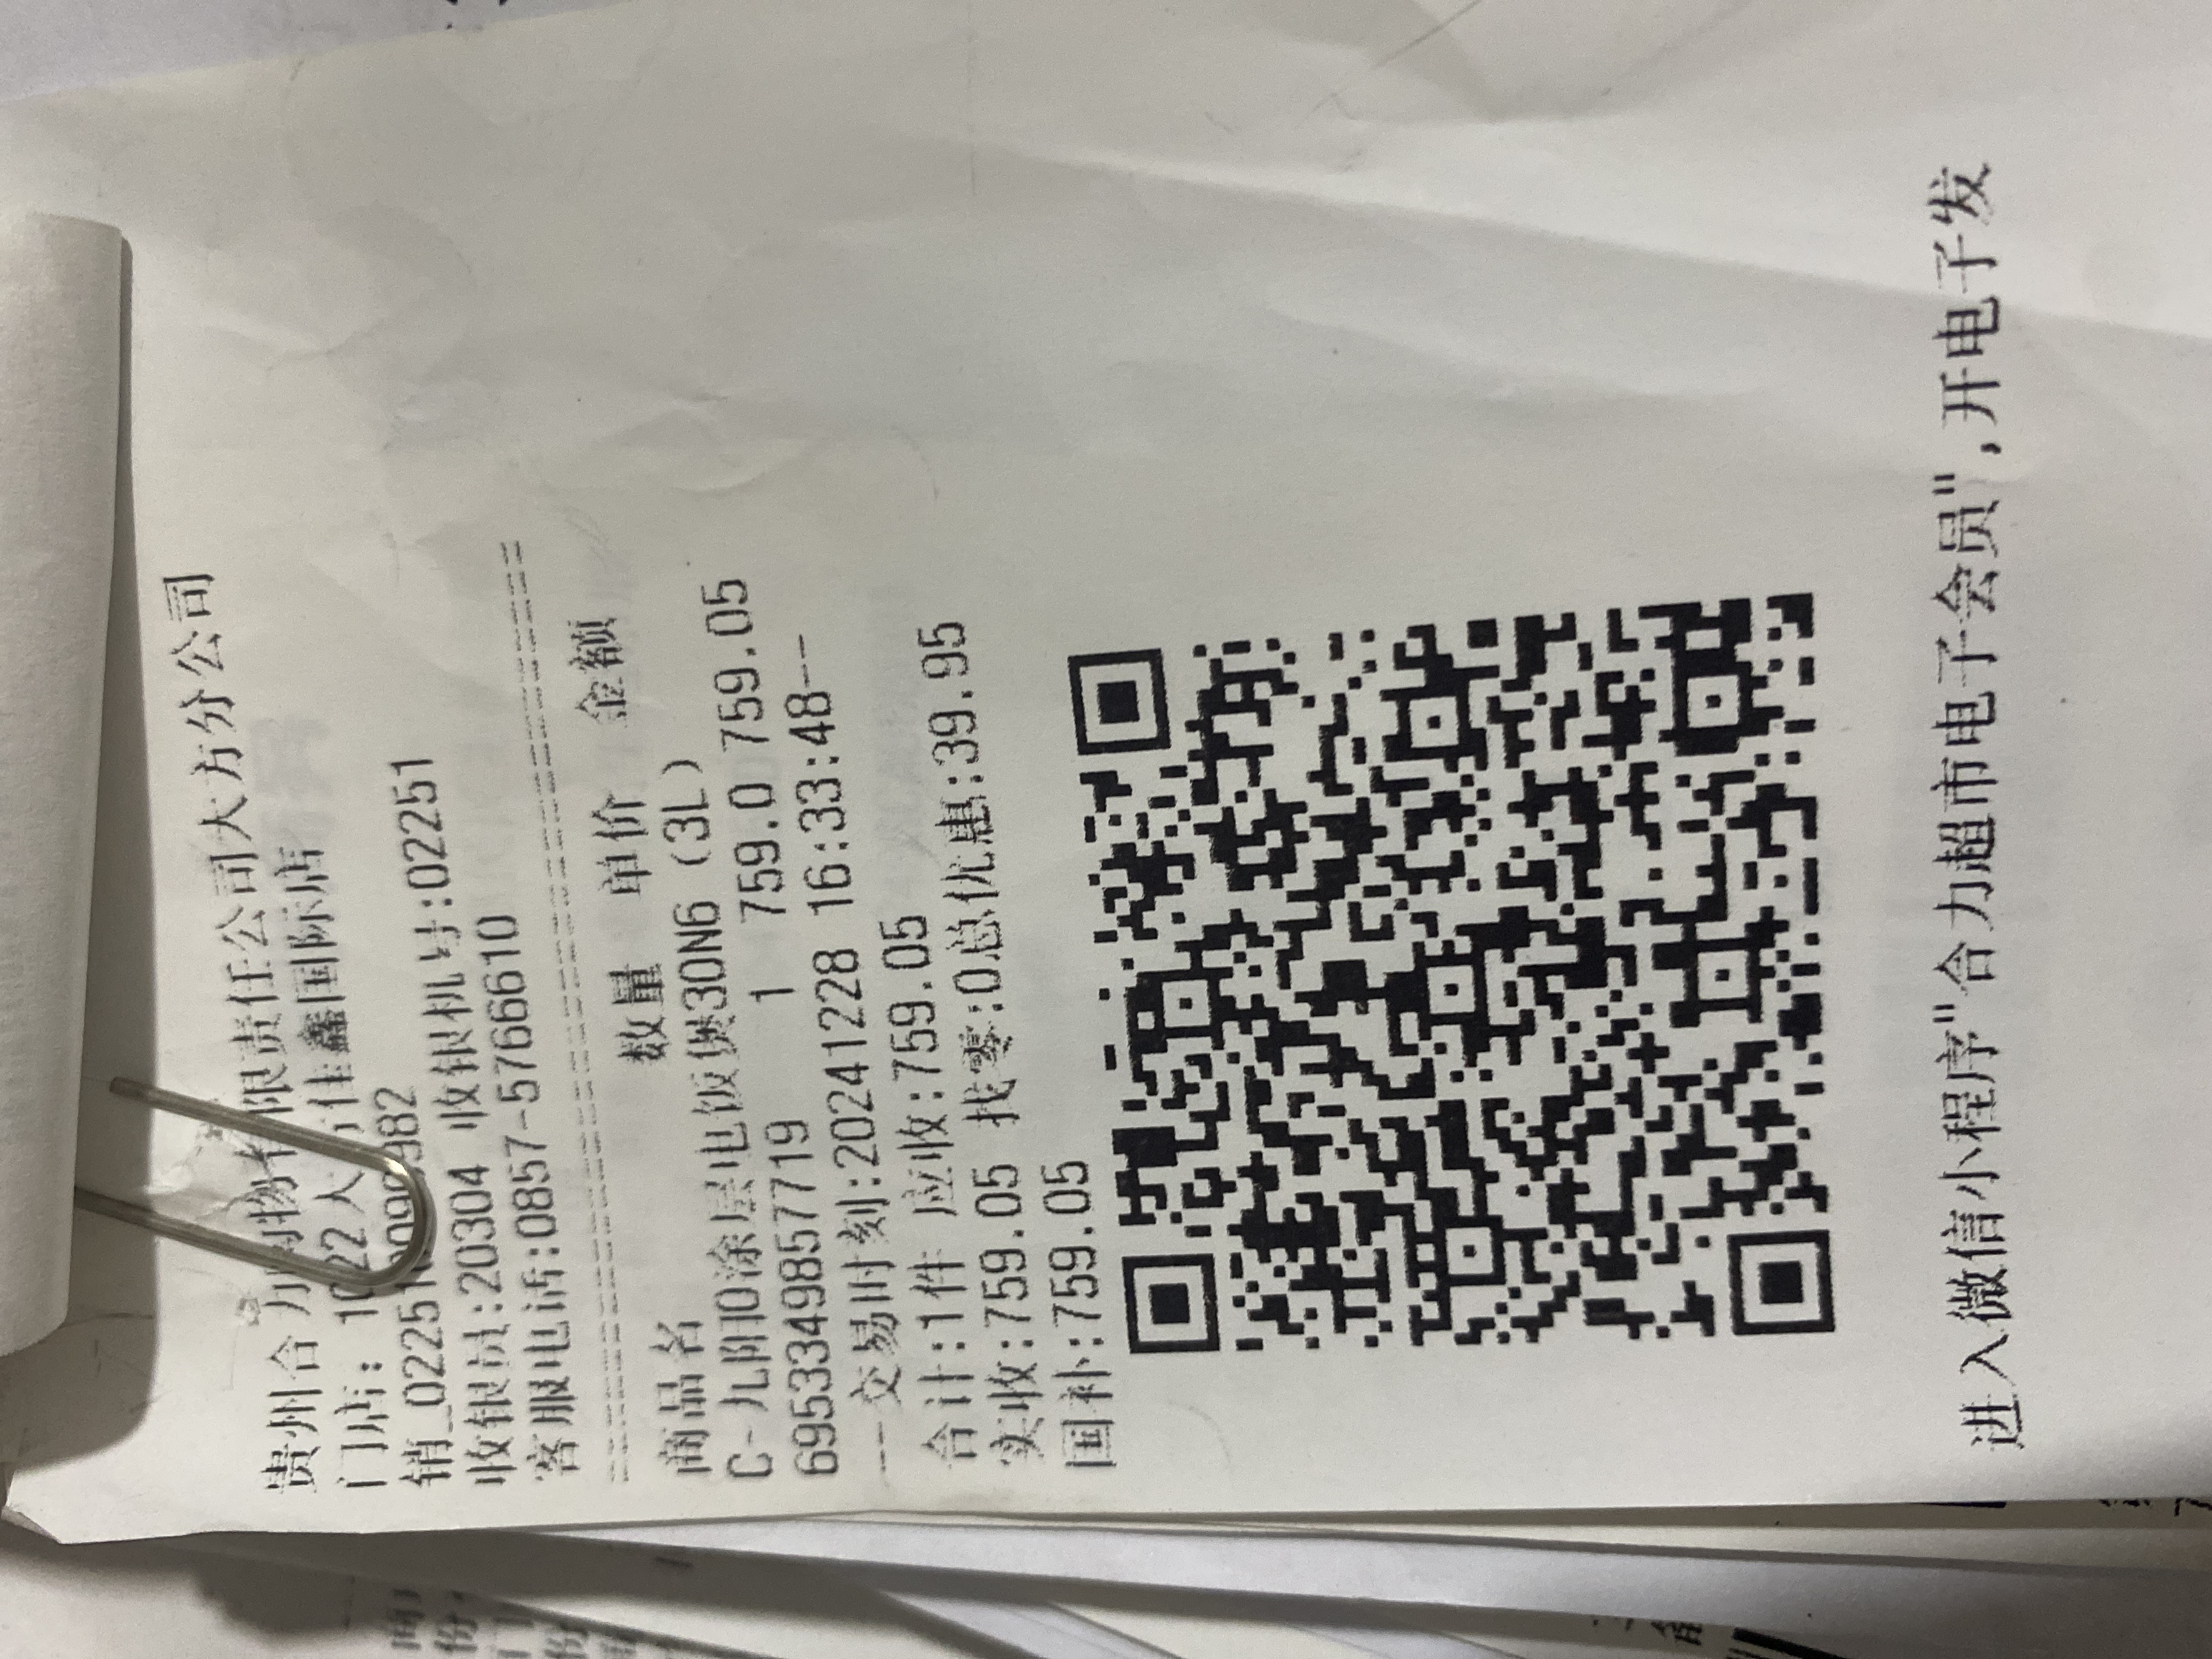 贵州合力购物有限责任公司大方分公司
门店: 1022大方佳鑫国际店
收银员:20304 收银机号:02251
客服电话:0857-5766610
商品名 数量 单价 金额
C-九阳0涂层电饭煲30N6 (3L)
6953349857719 1 759.0 759.05
--交易时刻:20241228 16:33:48--
合计:1件 应收:759.05
实收:759.05 找零:0总优惠:39.95
国补:759.05
进入微信小程序"合力超市电子会员",开电子发